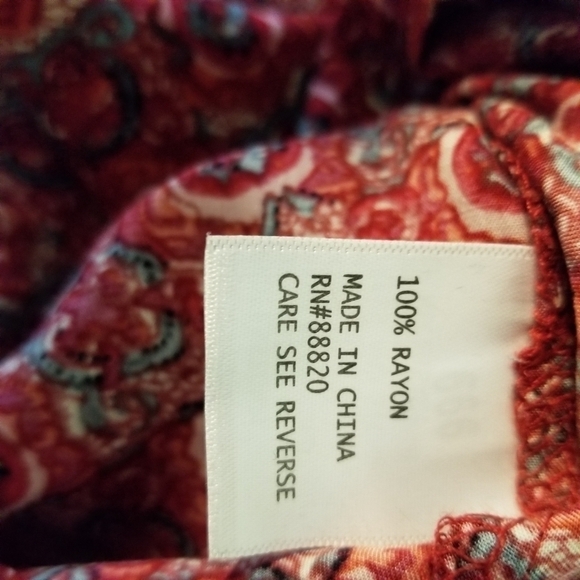 100% RAYON
MADE IN CHINA
RN#88820
CARE SEE REVERSE